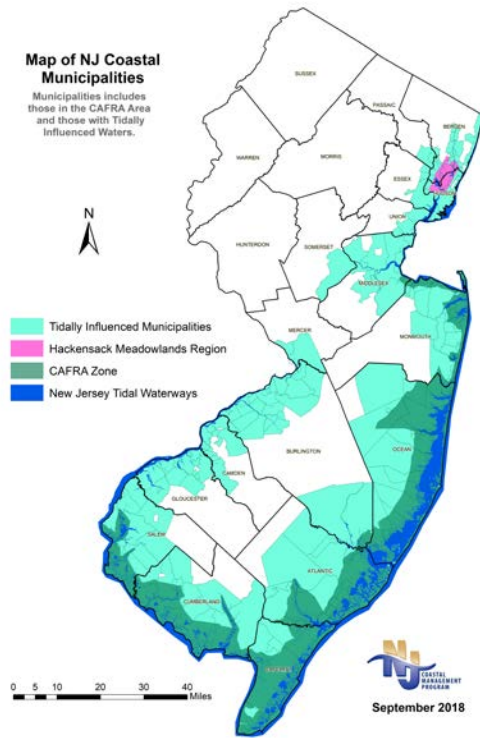 Map of NJ Coastal
Municipalities
Municipalities includes
those in the CAFRA Area
and those with Tidally
Influenced Waters.
SUSSEX
PASSAIC
BERGEN
WARREN
MORRIS
ESSEX
N
UNION
HUNTERDON
SOMERSET
MIDDLESEX
Tidally Influenced Municipalities
Hackensack Meadowlands Region
CAFRA Zone
New Jersey Tidal Waterways
MERCER
MONMOUTH
OCEAN
BURLINGTON
CAMDEN
GLOUCESTER
SALEM
ATLANTIC
CUMBERLAND
0 5 10 20 30 40
Miles
NJ
COASTAL
MANAGEMENT
PROGRAM
September 2018